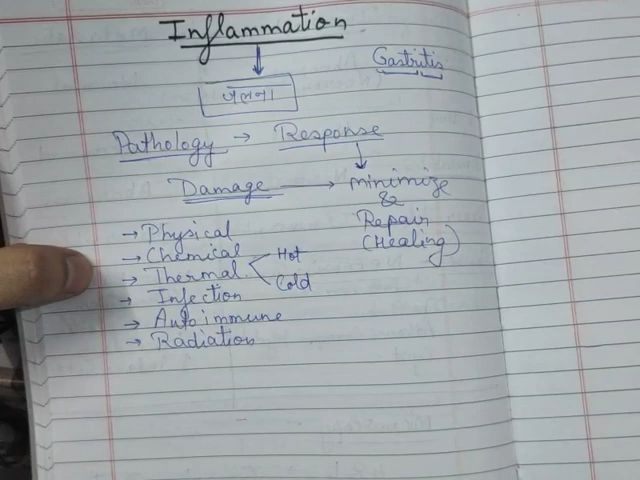 Inflammation
Gastritis
जलना
Pathology → Response
Damage → minimize
&
Repair
(Healing)
→ Physical
→ Chemical
→ Thermal < Hot
Cold
→ Infection
→ Autoimmune
→ Radiation